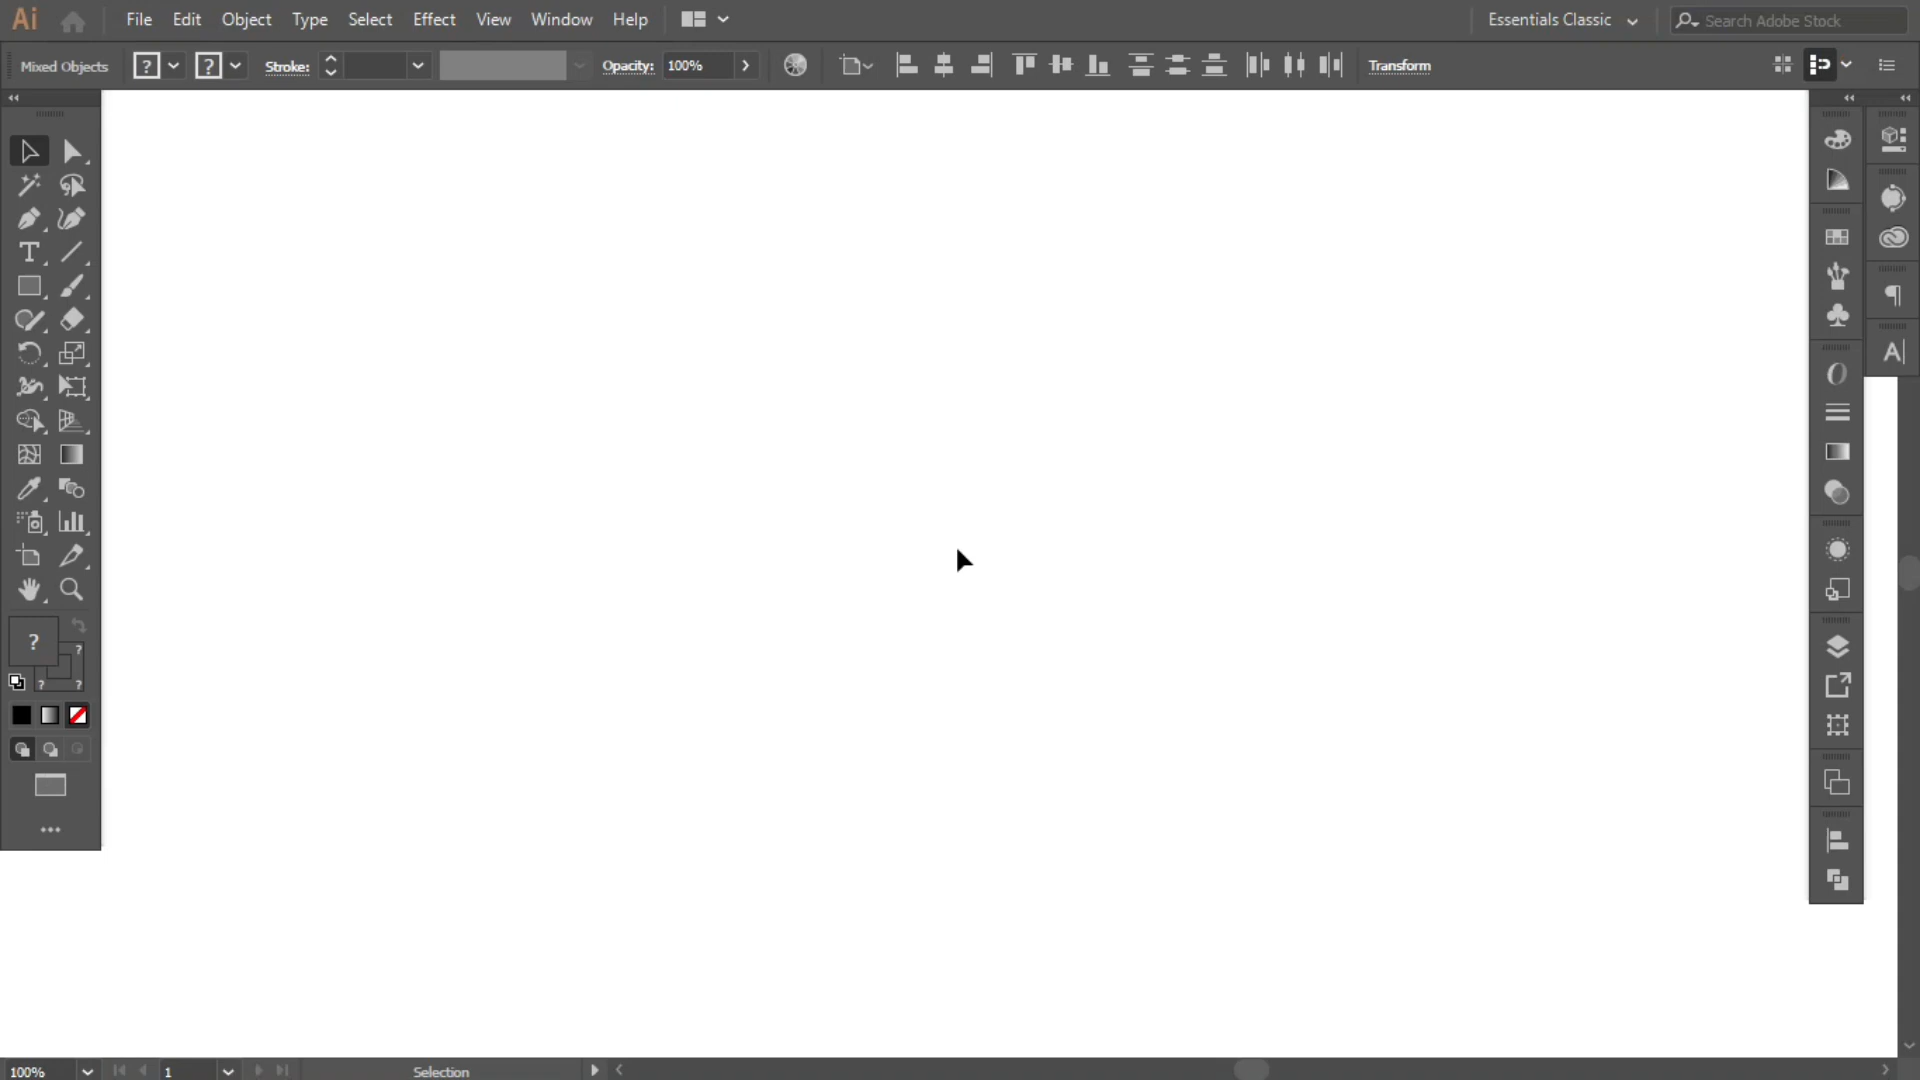 Ai File Edit Object Type Select Effect View Window Help Essentials Classic Search Adobe Stock
Mixed Objects ? ? Stroke: Opacity: 100% Transform
?
?
? ?
100% 1 Selection